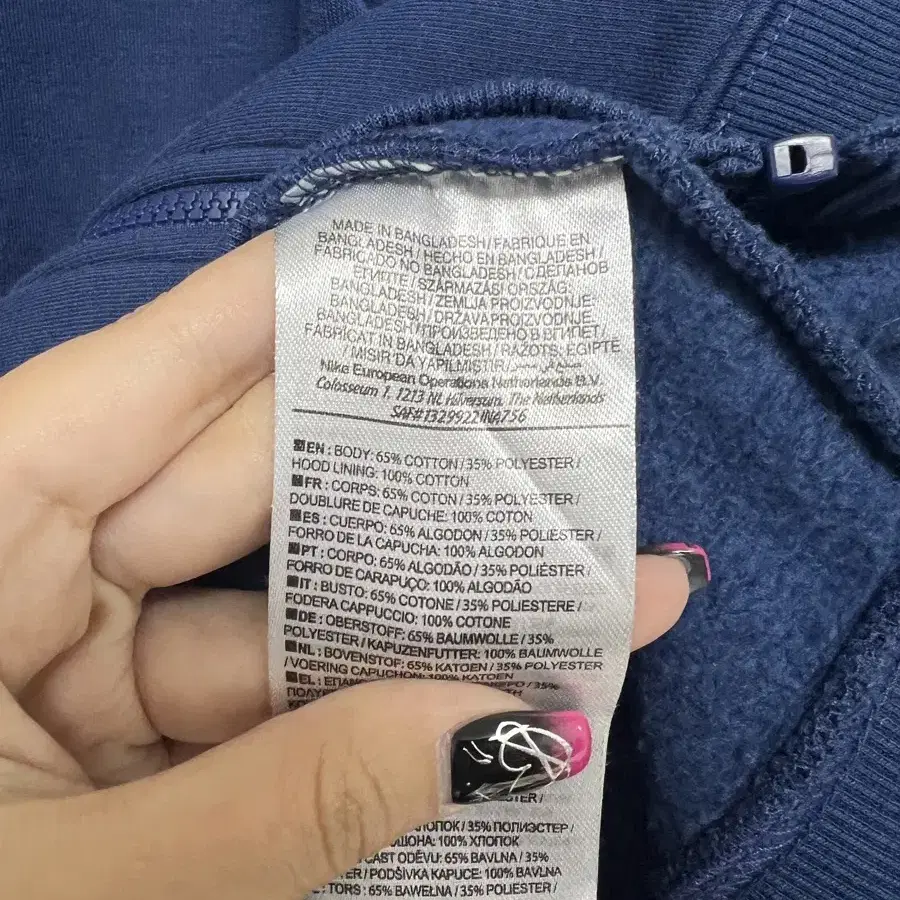 MADE IN BANGLADESH / FABRIQUE EN
BANGLADESH / HECHO EN BANGLADESH /
FABRICADO NO BANGLADESH / СДЕЛАНОВ
ЕГИПТЕ / SZÁRMAZÁSI ORSZÁG:
BANGLADESH / ZEMLJA PROIZVODNJE:
BANGLADESH / DRŽAVA PROIZVODNJE:
BANGLADESH / ПРОИЗВЕДЕНО В ЕГИПЕТ /
FABRICAT IN BANGLADESH / RAŽOTS: EGIPTE
/ MISIR'DA YAPILMIŞTIR /
Nike European Operations Netherlands B.V.
Colosseum 1, 1213 NL Hilversum, The Netherlands
SAF#1329922INA756
EN : BODY: 65% COTTON / 35% POLYESTER /
HOOD LINING: 100% COTTON
FR : CORPS: 65% COTON / 35% POLYESTER /
DOUBLURE DE CAPUCHE: 100% COTON
ES : CUERPO: 65% ALGODON / 35% POLIESTER /
FORRO DE LA CAPUCHA: 100% ALGODON
PT : CORPO: 65% ALGODÃO / 35% POLIÉSTER /
FORRO DE CARAPUÇO: 100% ALGODÃO
IT : BUSTO: 65% COTONE / 35% POLIESTERE /
FODERA CAPPUCCIO: 100% COTONE
DE : OBERSTOFF: 65% BAUMWOLLE / 35%
POLYESTER / KAPUZENFUTTER: 100% BAUMWOLLE
NL : BOVENSTOF: 65% KATOEN / 35% POLYESTER
/ VOERING CAPUCHON: 100% KATOEN
EL : 35%
/ 35% ПОЛИЭСТЕР /
100% ХЛОПОК
ODĚVU: 65% BAVLNA / 35%
/ PODŠÍVKA KAPUCE: 100% BAVLNA
TORS : 65% BAWEŁNA / 35% POLIESTER /